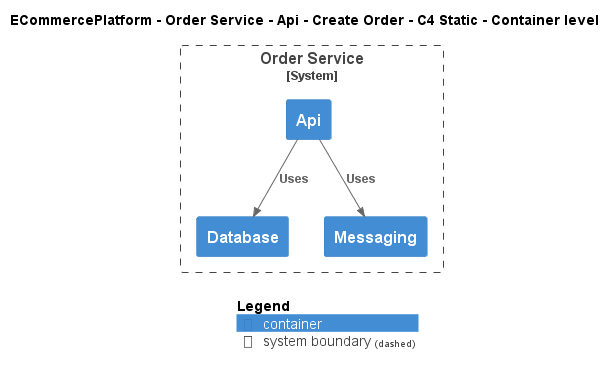 ECommercePlatform - Order Service - Api - Create Order - C4 Static - Container level
Order Service
[System]
Api
Uses Uses
Database Messaging
Legend
container
system boundary (dashed)